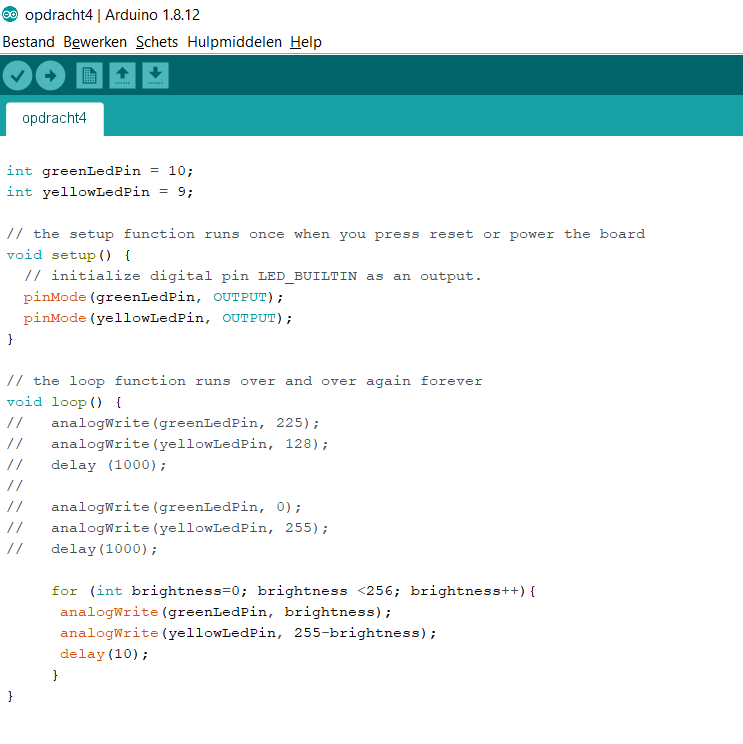 opdracht4 | Arduino 1.8.12
Bestand Bewerken Schets Hulpmiddelen Help
opdracht4
int greenLedPin = 10;
int yellowLedPin = 9;
// the setup function runs once when you press reset or power the board
void setup() {
  // initialize digital pin LED_BUILTIN as an output.
  pinMode(greenLedPin, OUTPUT);
  pinMode(yellowLedPin, OUTPUT);
}
// the loop function runs over and over again forever
void loop() {
//   analogWrite(greenLedPin, 225);
//   analogWrite(yellowLedPin, 128);
//   delay (1000);
//
//   analogWrite(greenLedPin, 0);
//   analogWrite(yellowLedPin, 255);
//   delay(1000);
     for (int brightness=0; brightness <256; brightness++){
      analogWrite(greenLedPin, brightness);
      analogWrite(yellowLedPin, 255-brightness);
      delay(10);
     }
}